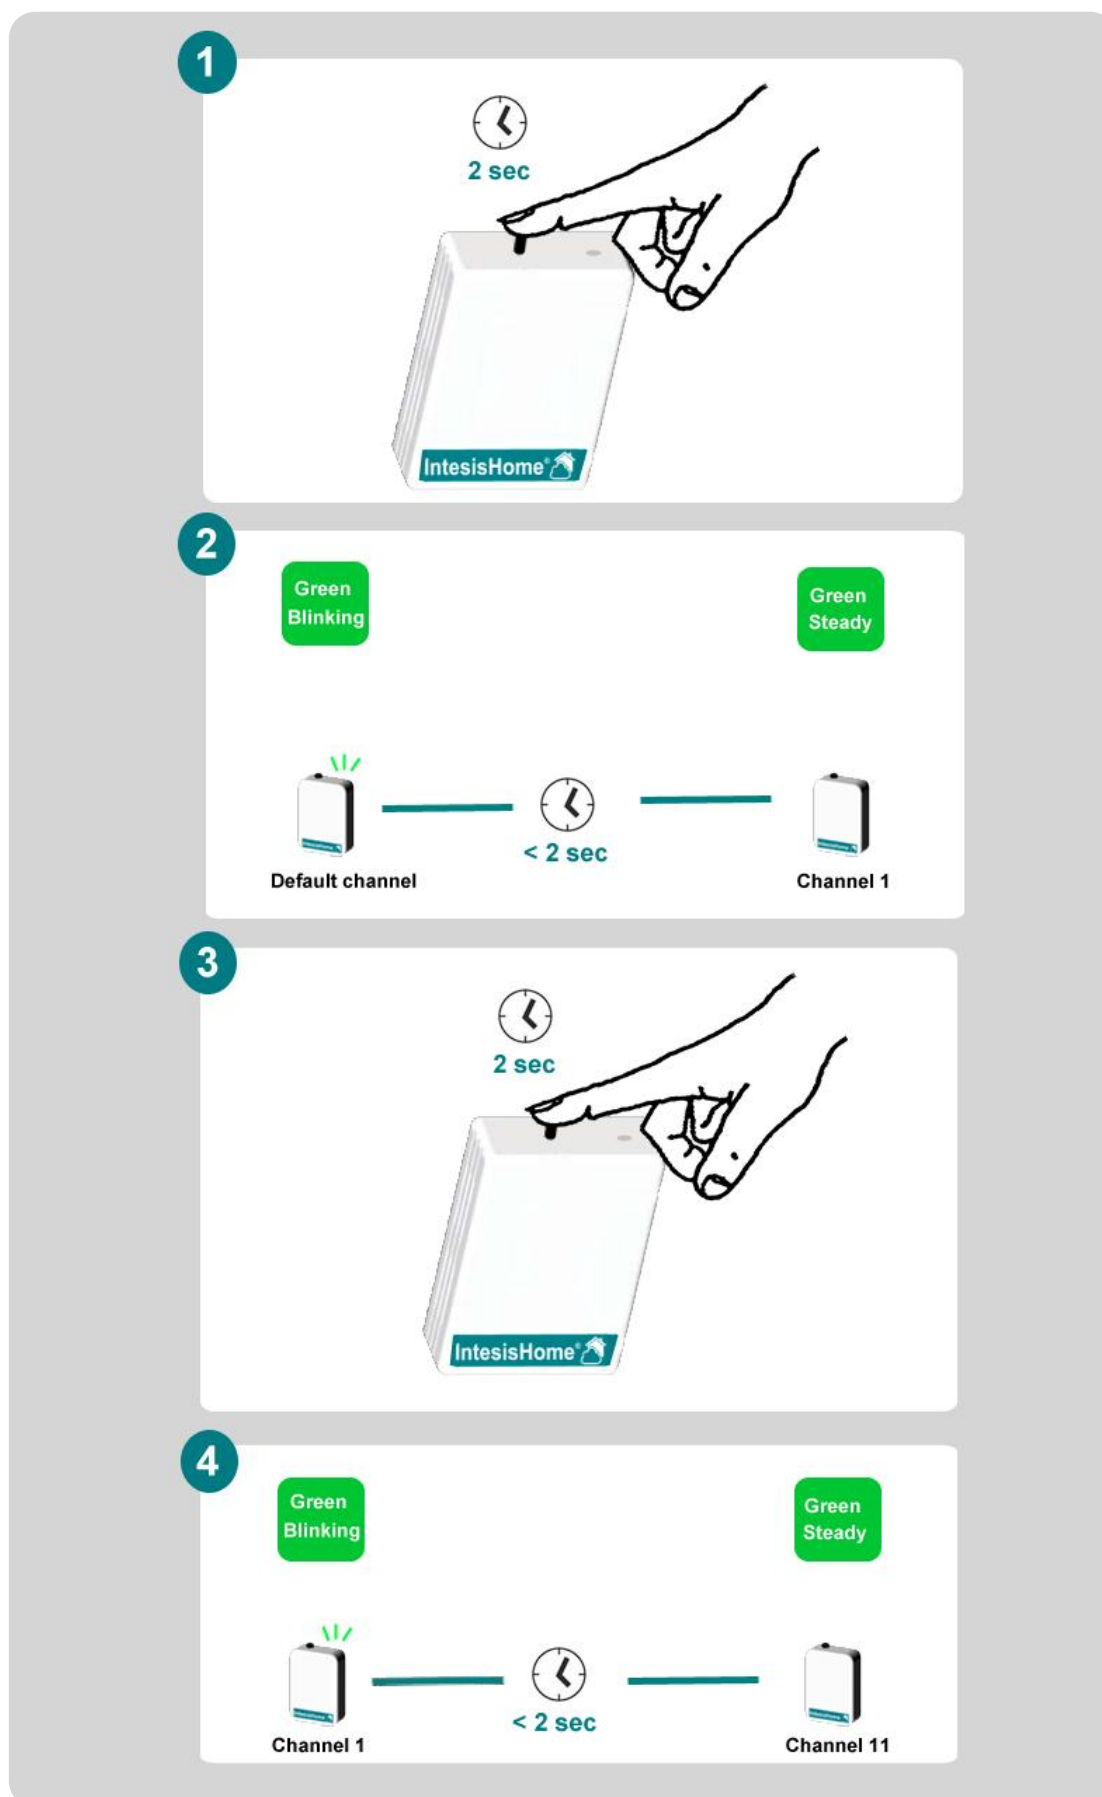 1
2 sec
IntesisHome®
2
Green
Blinking
Green
Steady
< 2 sec
Default channel
Channel 1
3
2 sec
IntesisHome®
4
Green
Blinking
Green
Steady
< 2 sec
Channel 1
Channel 11